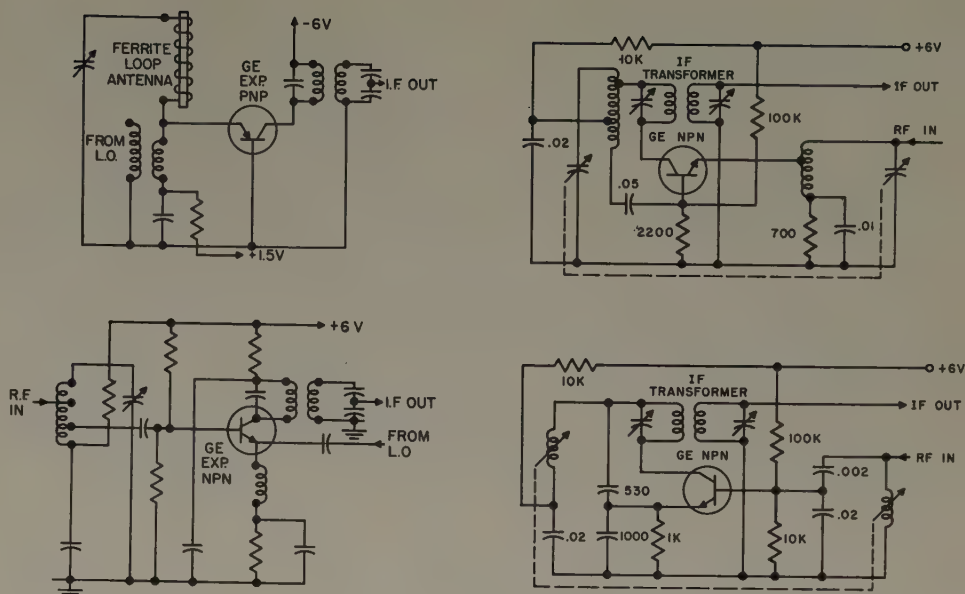 -6V
FERRITE
LOOP
ANTENNA
GE
EXP.
PNP
I.F. OUT
FROM
L.O.
+1.5V
+6V
10K
IF
TRANSFORMER
IF OUT
100K
GE NPN
RF IN
.02
.05
2200
700
.01
+6V
R.F.
IN
I.F OUT
FROM
L.O
GE
EXP.
NPN
+6V
10K
IF
TRANSFORMER
IF OUT
100K
GE NPN
RF IN
.002
530
.02
.02
1000
1K
10K